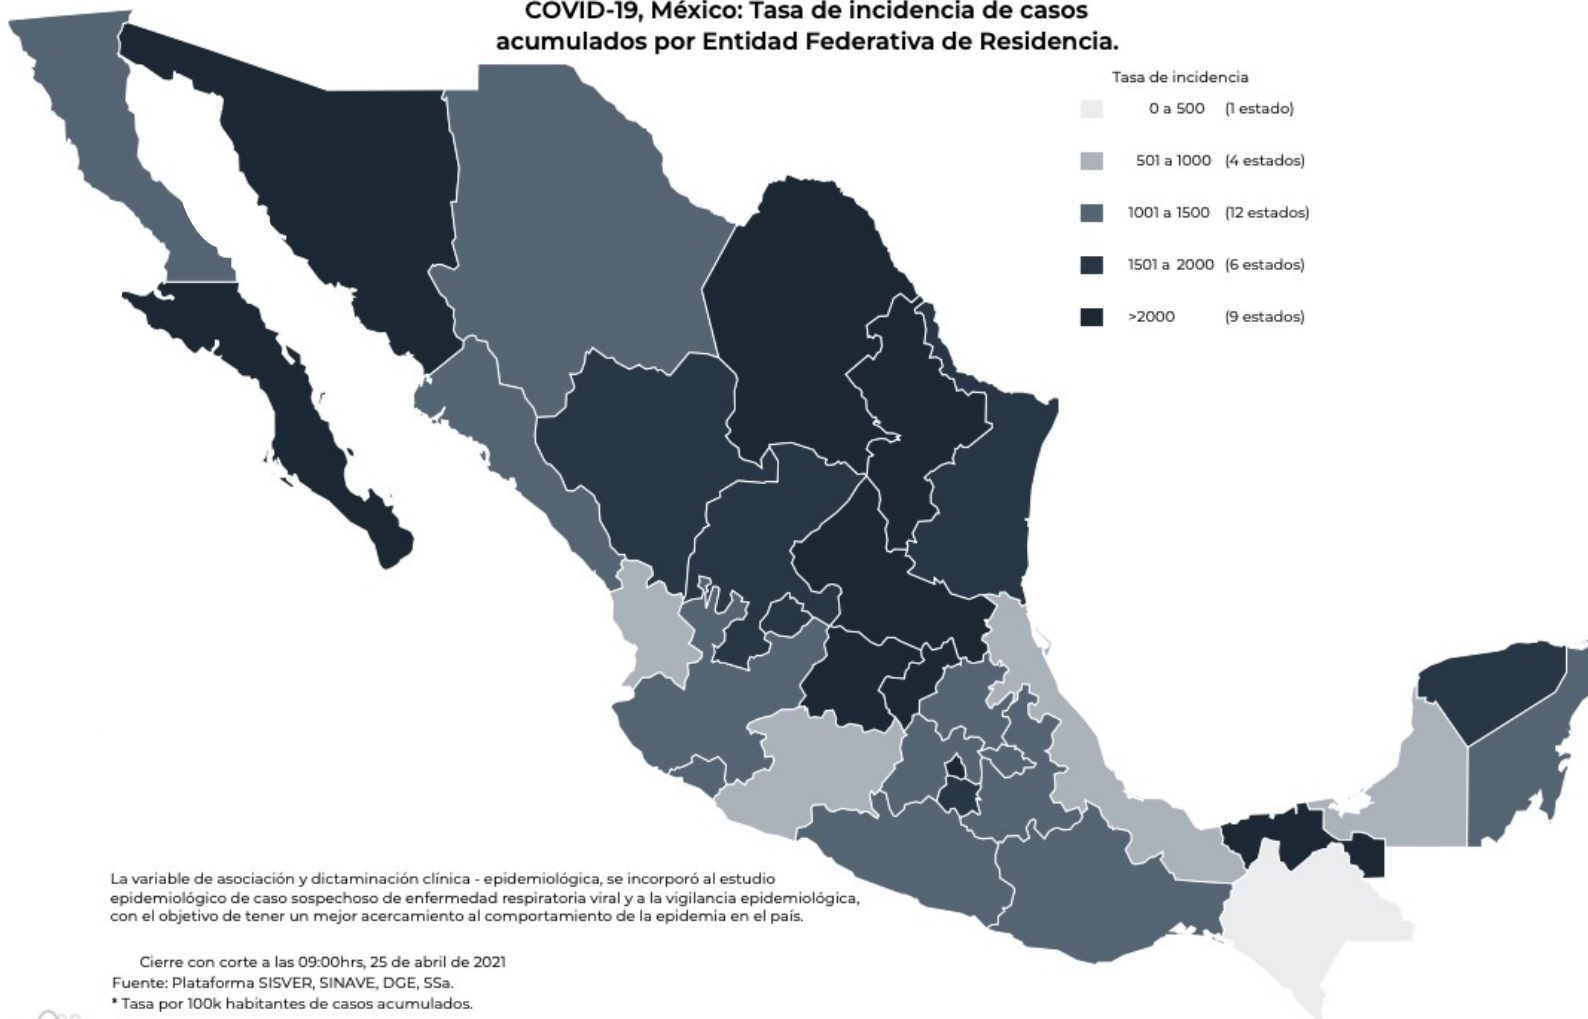 COVID-19, México: Tasa de incidencia de casos
acumulados por Entidad Federativa de Residencia.
Tasa de incidencia
0 a 500 (1 estado)
501 a 1000 (4 estados)
1001 a 1500 (12 estados)
1501 a 2000 (6 estados)
>2000 (9 estados)
La variable de asociación y dictaminación clínica - epidemiológica, se incorporó al estudio
epidemiológico de caso sospechoso de enfermedad respiratoria viral y a la vigilancia epidemiológica,
con el objetivo de tener un mejor acercamiento al comportamiento de la epidemia en el país.
Cierre con corte a las 09:00hrs, 25 de abril de 2021
Fuente: Plataforma SISVER, SINAVE, DGE, SSa.
* Tasa por 100k habitantes de casos acumulados.